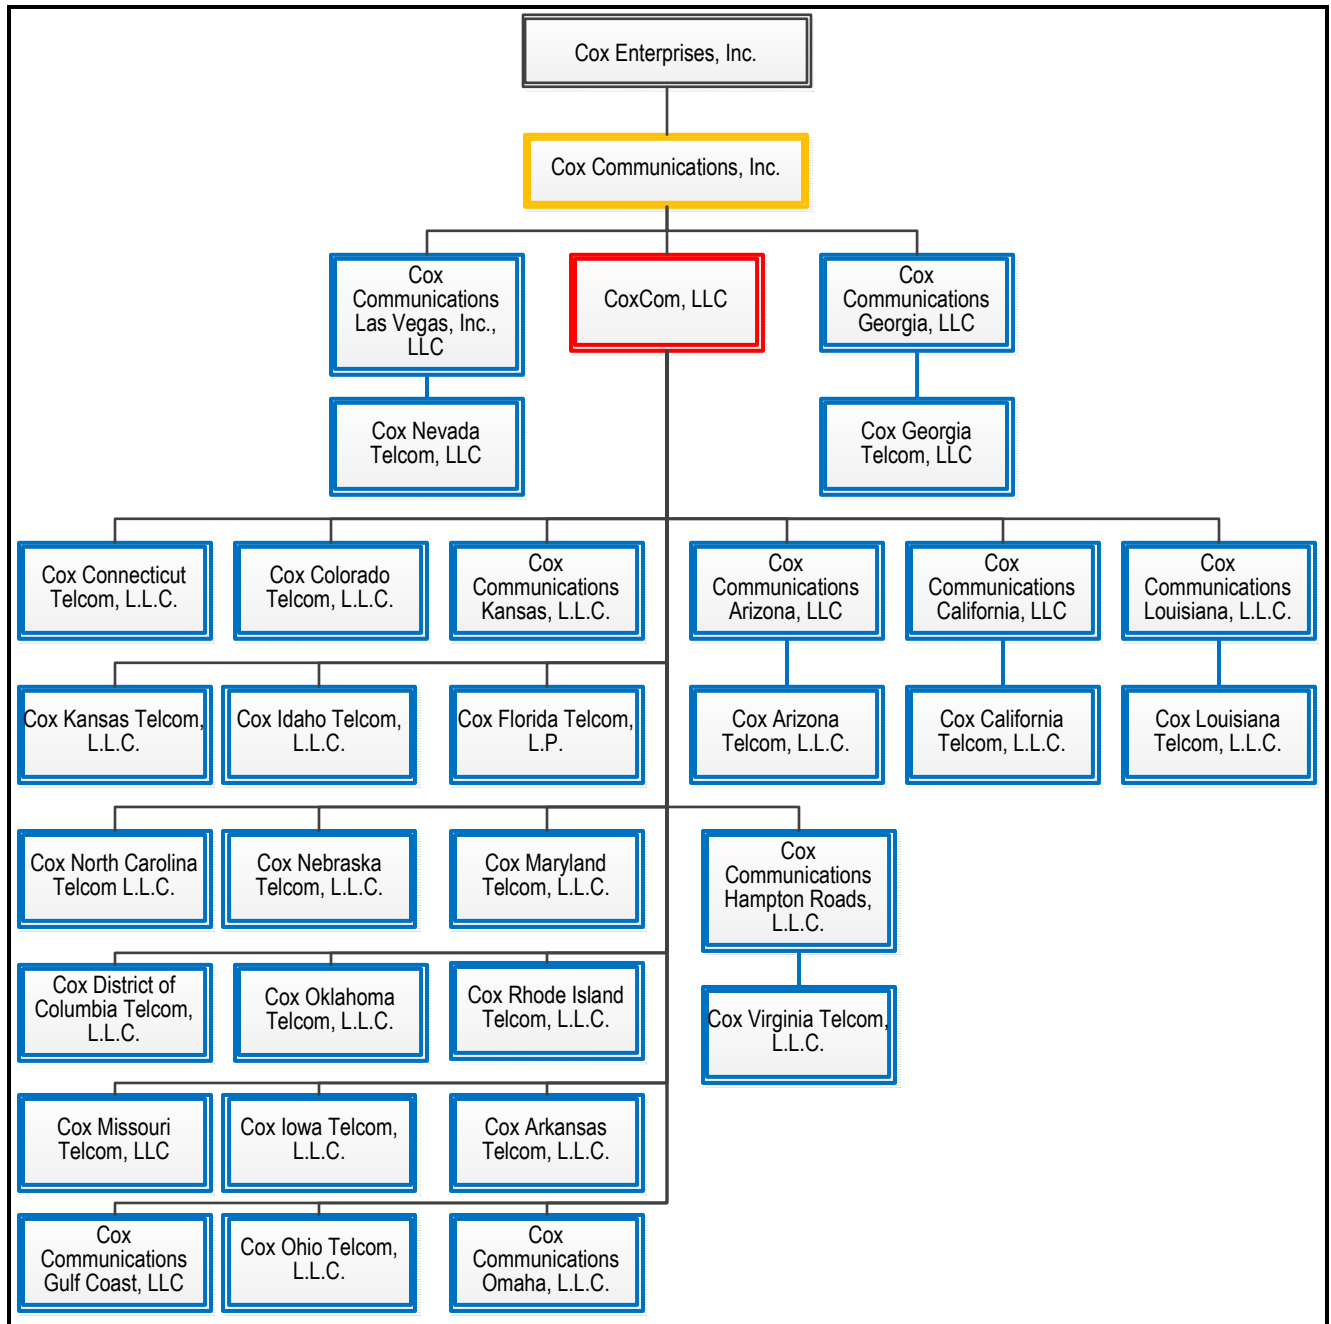 Cox Enterprises, Inc.
Cox Communications, Inc.
Cox
Communications
Las Vegas, Inc.,
LLC
CoxCom, LLC
Cox
Communications
Georgia, LLC
Cox Nevada
Telcom, LLC
Cox Georgia
Telcom, LLC
Cox Connecticut
Telcom, L.L.C.
Cox Colorado
Telcom, L.L.C.
Cox
Communications
Kansas, L.L.C.
Cox
Communications
Arizona, LLC
Cox
Communications
California, LLC
Cox
Communications
Louisiana, L.L.C.
Cox Kansas Telcom,
L.L.C.
Cox Idaho Telcom,
L.L.C.
Cox Florida Telcom,
L.P.
Cox Arizona
Telcom, L.L.C.
Cox California
Telcom, L.L.C.
Cox Louisiana
Telcom, L.L.C.
Cox North Carolina
Telcom L.L.C.
Cox Nebraska
Telcom, L.L.C.
Cox Maryland
Telcom, L.L.C.
Cox
Communications
Hampton Roads,
L.L.C.
Cox District of
Columbia Telcom,
L.L.C.
Cox Oklahoma
Telcom, L.L.C.
Cox Rhode Island
Telcom, L.L.C.
Cox Virginia Telcom,
L.L.C.
Cox Missouri
Telcom, LLC
Cox Iowa Telcom,
L.L.C.
Cox Arkansas
Telcom, L.L.C.
Cox
Communications
Gulf Coast, LLC
Cox Ohio Telcom,
L.L.C.
Cox
Communications
Omaha, L.L.C.